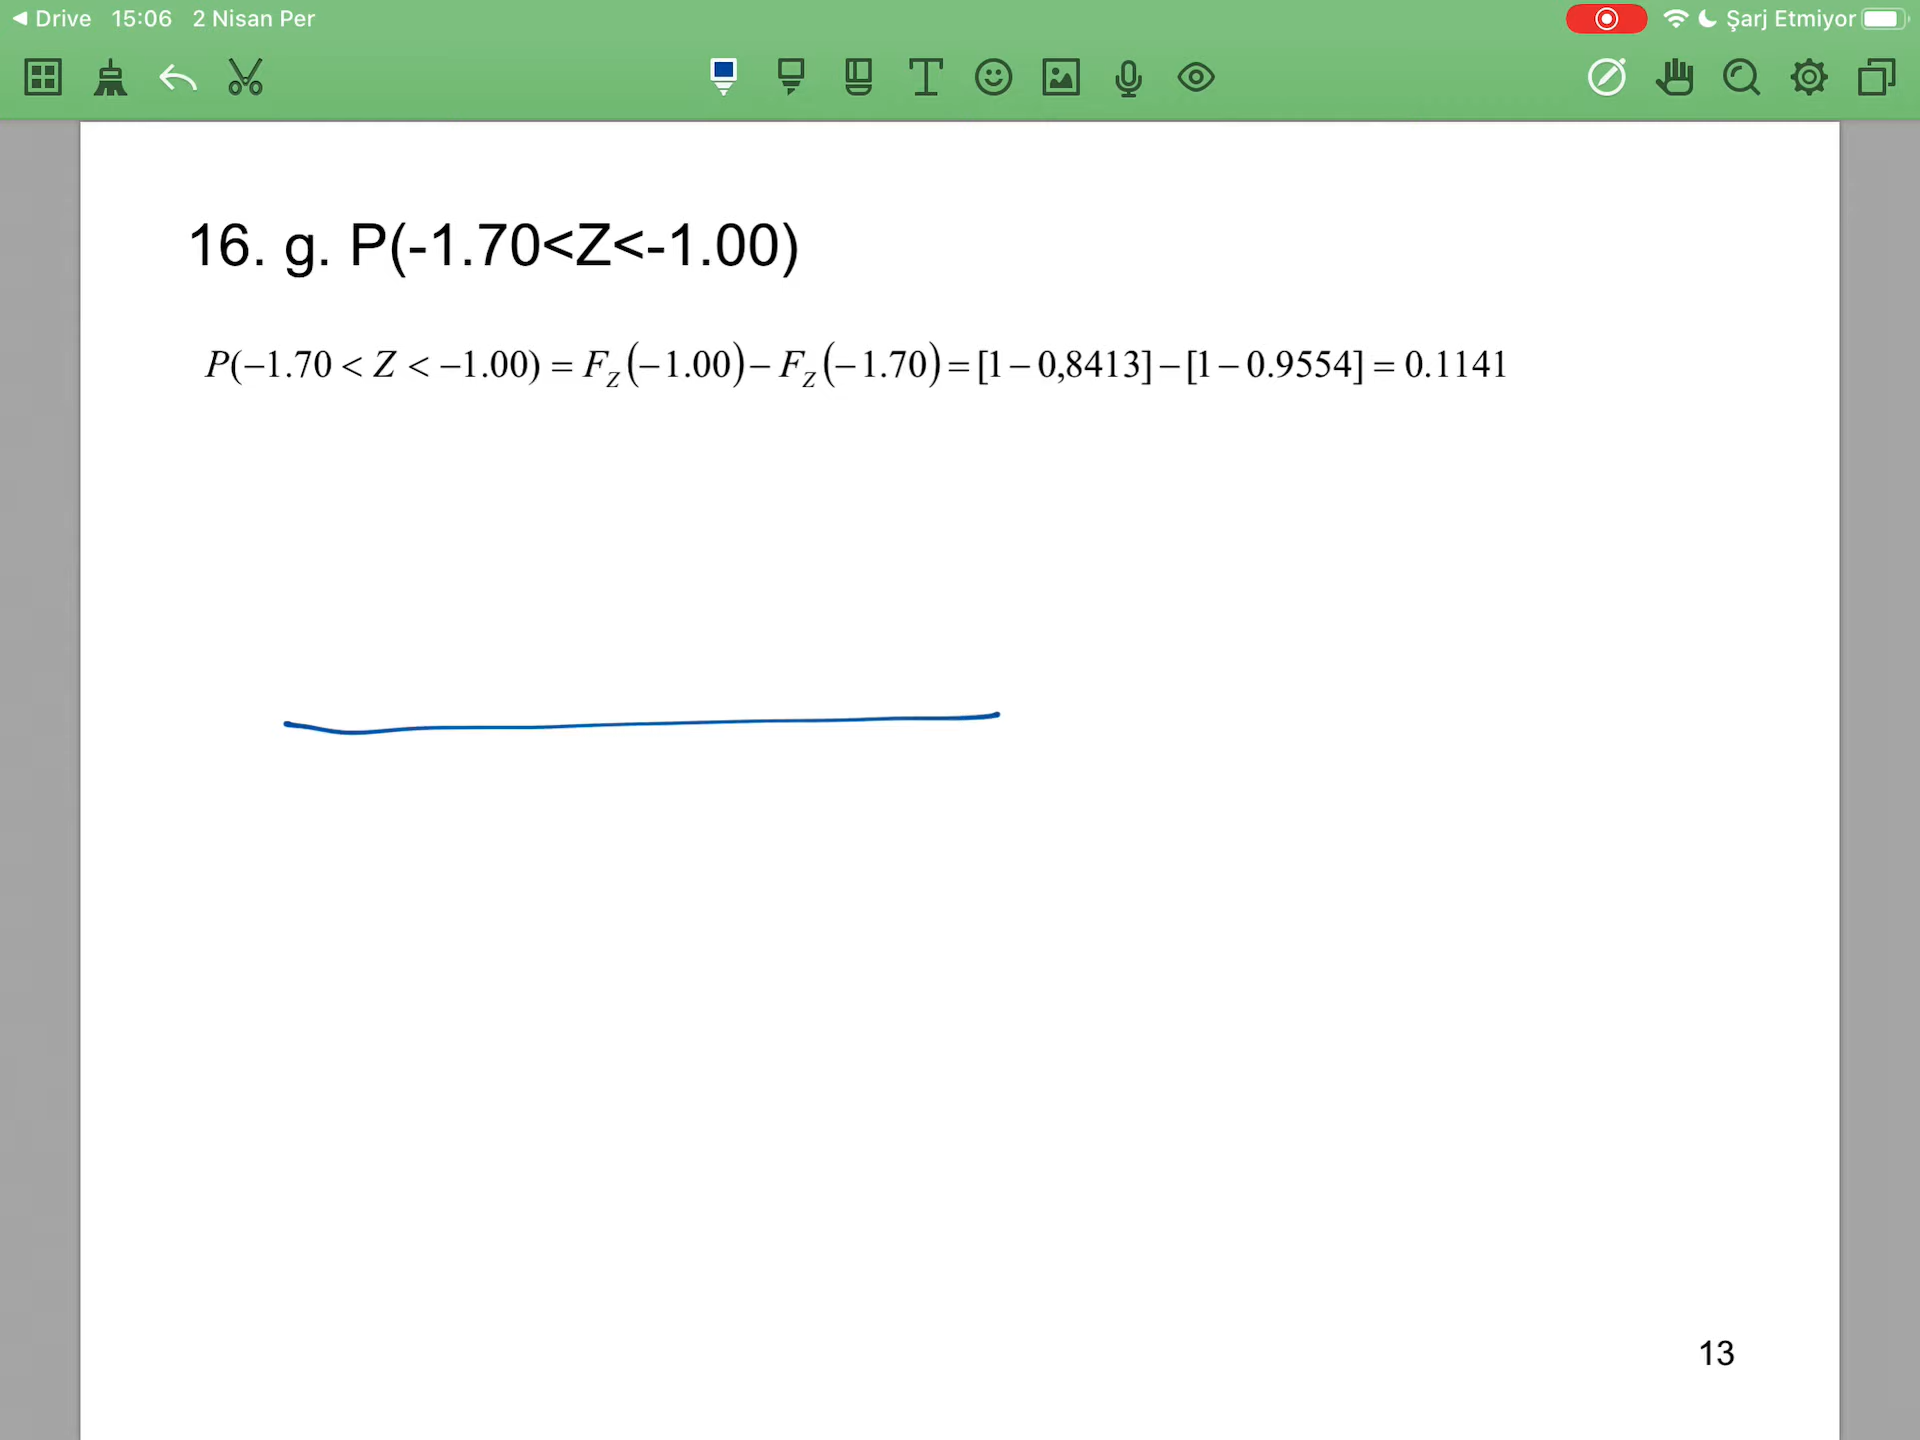 ◀ Drive 15:06 2 Nisan Per Şarj Etmiyor
16. g. P(-1.70<Z<-1.00)
P(−1.70 < Z < −1.00) = F_Z(−1.00) − F_Z(−1.70) = [1 − 0,8413] − [1 − 0.9554] = 0.1141
13